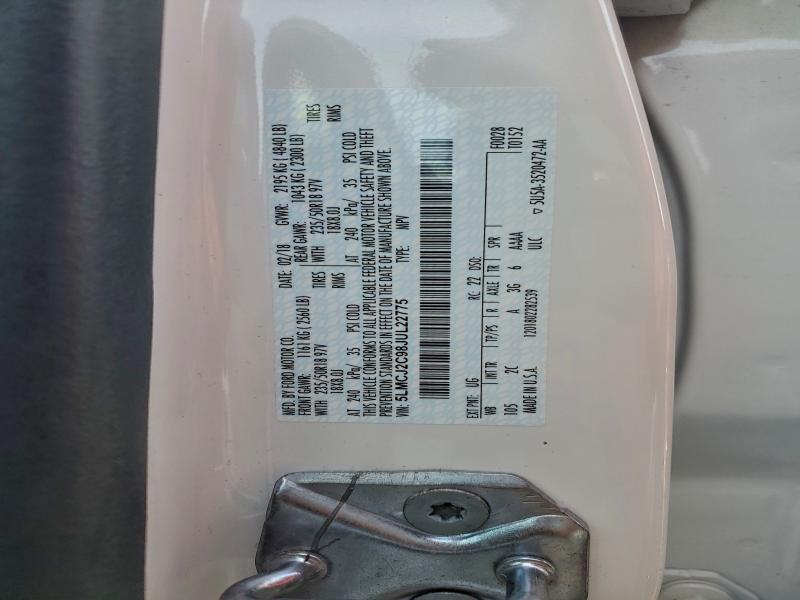 MFD. BY FORD MOTOR CO.
DATE: 02/18 GVWR: 2195 KG ( 4840 LB)
FRONT GAWR: 1161 KG ( 2560 LB) REAR GAWR: 1043 KG ( 2300 LB)
WITH 235/50R18 97V TIRES WITH 235/50R18 97V TIRES
18X8.0J RIMS 18X8.0J RIMS
AT 240 kPa/ 35 PSI COLD AT 240 kPa/ 35 PSI COLD
THIS VEHICLE CONFORMS TO ALL APPLICABLE FEDERAL MOTOR VEHICLE SAFETY AND THEFT
PREVENTION STANDARDS IN EFFECT ON THE DATE OF MANUFACTURE SHOWN ABOVE.
VIN: 5LMCJ2C98JUL22775 TYPE: MPV
EXT PNT: UG RC: 22 DSO: F0028
WB INT TR TP/PS R AXLE TR SPR T0152
T05 2C A 3G 6 AAAA
MADE IN U.S.A. 1201802282539 ULC ▽ 5U5A-3520472-AA